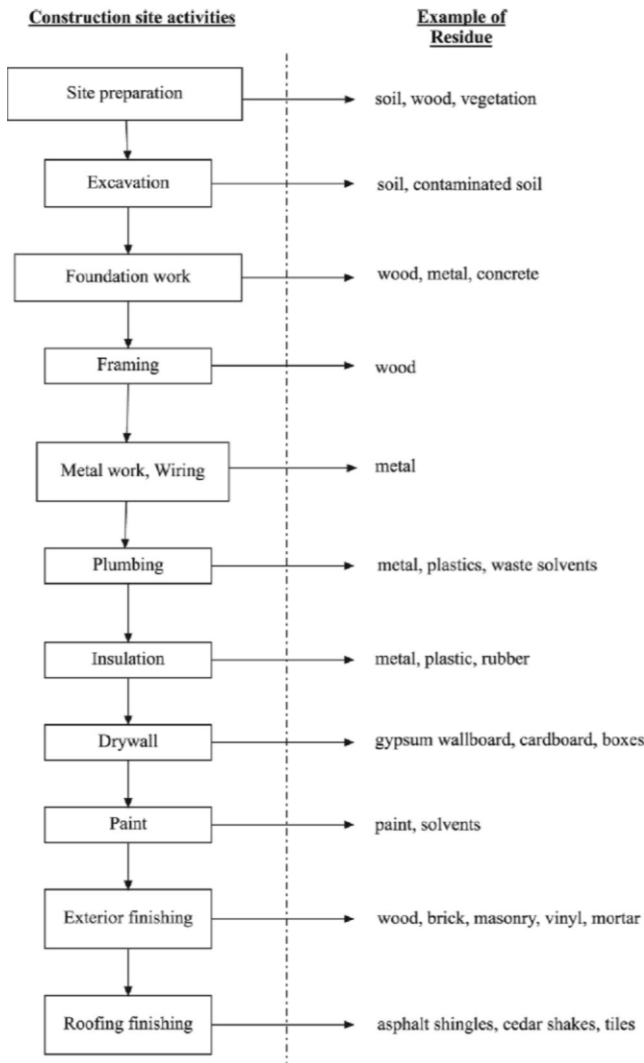 Construction site activities
Example of
Residue
Site preparation
soil, wood, vegetation
Excavation
soil, contaminated soil
Foundation work
wood, metal, concrete
Framing
wood
Metal work, Wiring
metal
Plumbing
metal, plastics, waste solvents
Insulation
metal, plastic, rubber
Drywall
gypsum wallboard, cardboard, boxes
Paint
paint, solvents
Exterior finishing
wood, brick, masonry, vinyl, mortar
Roofing finishing
asphalt shingles, cedar shakes, tiles